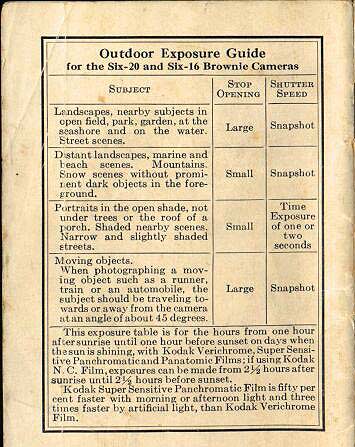 Outdoor Exposure Guide
for the Six-20 and Six-16 Brownie Cameras
SUBJECT
STOP OPENING
SHUTTER SPEED
Landscapes, nearby subjects in
open field, park, garden, at the
seashore and on the water.
Street scenes.
Large
Snapshot
Distant landscapes, marine and
beach scenes. Mountains.
Snow scenes without promi-
nent dark objects in the fore-
ground.
Small
Snapshot
Portraits in the open shade, not
under trees or the roof of a
porch. Shaded nearby scenes.
Narrow and slightly shaded
streets.
Small
Time
Exposure
of one or
two
seconds
Moving objects.
When photographing a mov-
ing object such as a runner,
train or an automobile, the
subject should be traveling to-
wards or away from the camera
at an angle of about 45 degrees.
Large
Snapshot
This exposure table is for the hours from one hour
after sunrise until one hour before sunset on days when
the sun is shining, with Kodak Verichrome, Super Sensi-
tive Panchromatic and Panatomic Films; if using Kodak
N. C. Film, exposures can be made from 2½ hours after
sunrise until 2½ hours before sunset.
Kodak Super Sensitive Panchromatic Film is fifty per
cent faster with morning or afternoon light and three
times faster by artificial light, than Kodak Verichrome
Film.